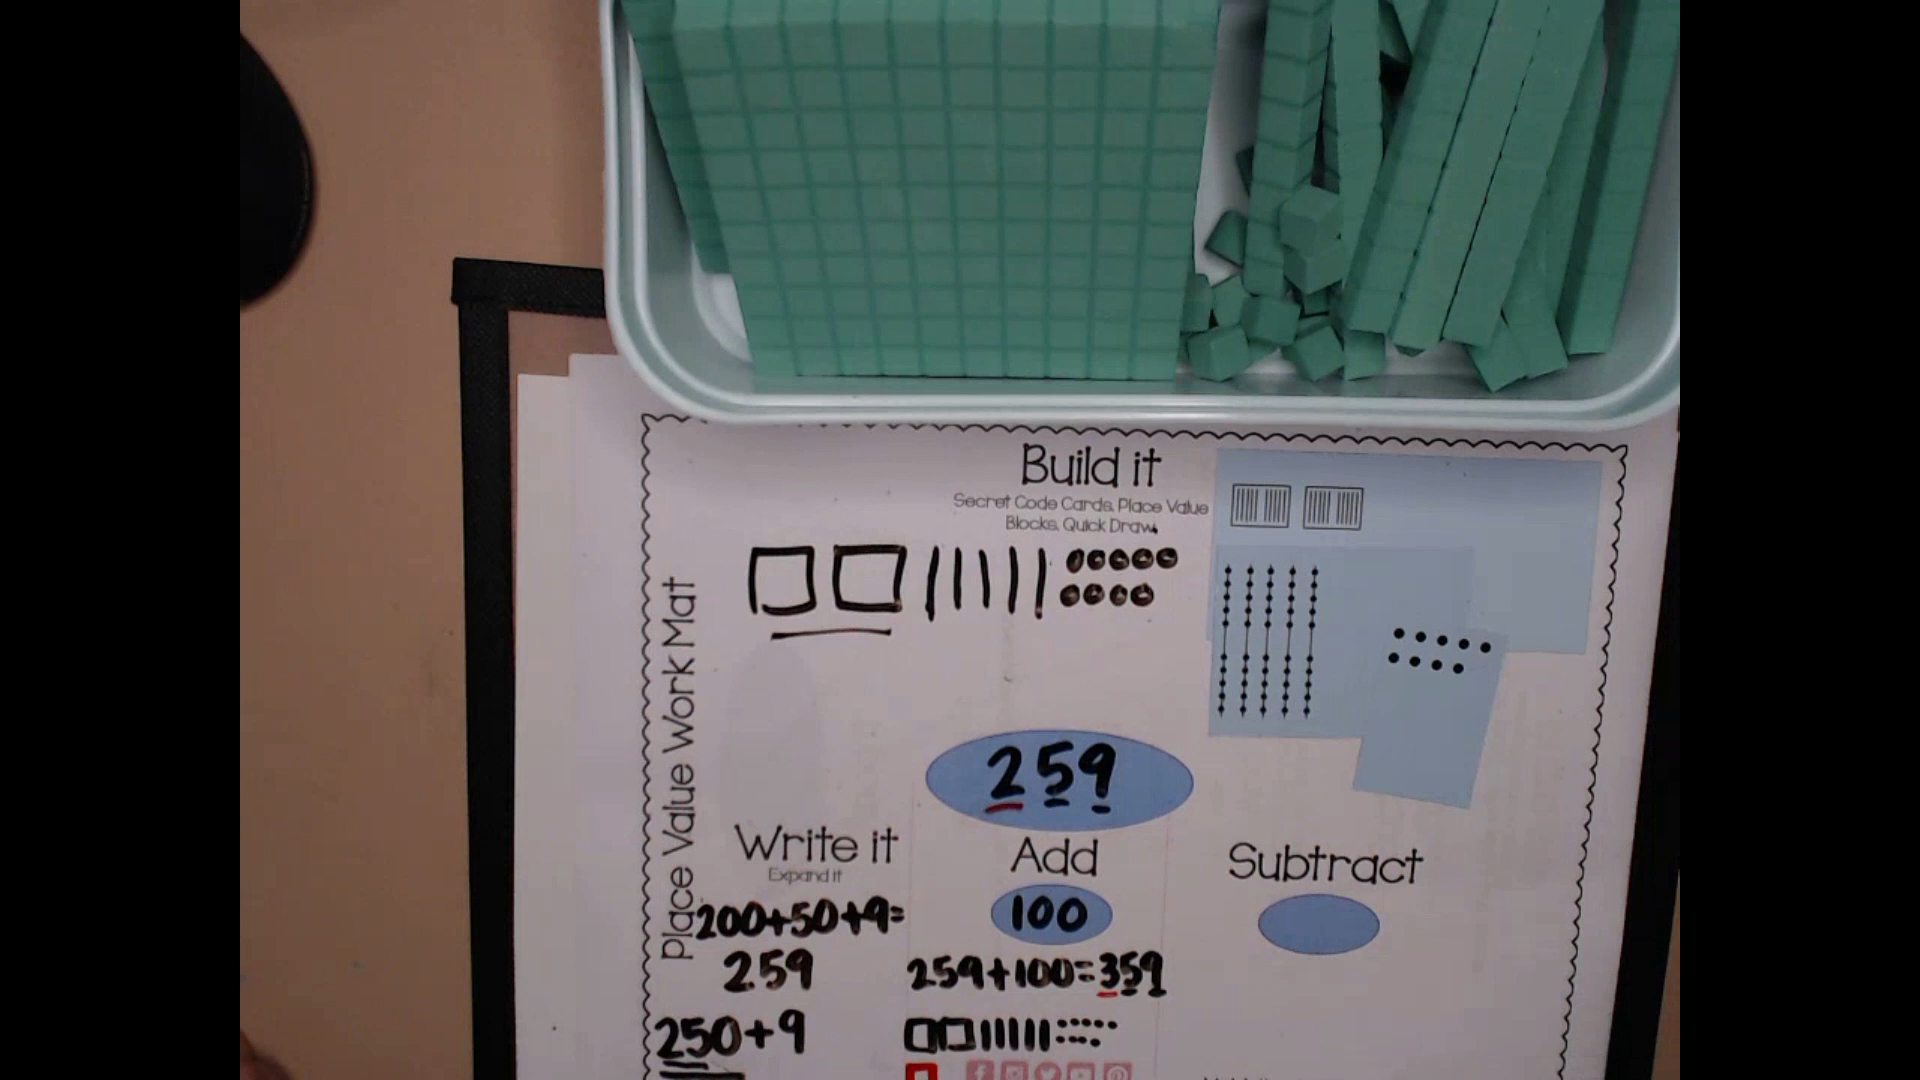 Build it
Secret Code Cards, Place Value
Blocks, Quick Draw
Place Value Work Mat
259
Write it
Expand it
200+50+9=
259
250+9
Add
100
259+100=359
Subtract